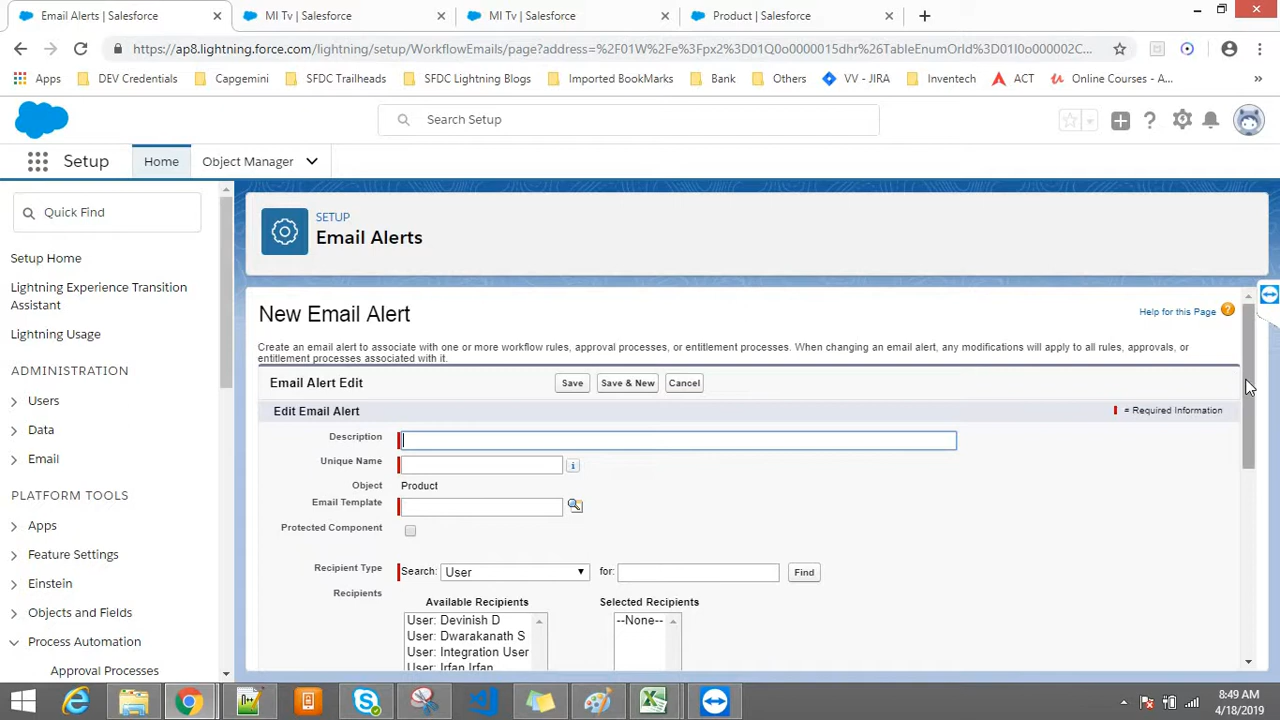 Email Alerts | Salesforce
MI Tv | Salesforce
MI Tv | Salesforce
Product | Salesforce
https://ap8.lightning.force.com/lightning/setup/WorkflowEmails/page?address=%2F01W%2Fe%3Fpx2%3D01Q0o0000015dhr%26TableEnumOrId%3D01I0o000002C...
Apps DEV Credentials Capgemini SFDC Trailheads SFDC Lightning Blogs Imported BookMarks Bank Others VV - JIRA Inventech ACT Online Courses - A... »
Search Setup
Setup Home Object Manager
Quick Find
Setup Home
Lightning Experience Transition
Assistant
Lightning Usage
ADMINISTRATION
Users
Data
Email
PLATFORM TOOLS
Apps
Feature Settings
Einstein
Objects and Fields
Process Automation
Approval Processes
SETUP
Email Alerts
New Email Alert
Help for this Page ?
Create an email alert to associate with one or more workflow rules, approval processes, or entitlement processes. When changing an email alert, any modifications will apply to all rules, approvals, or
entitlement processes associated with it.
Email Alert Edit Save Save & New Cancel
Edit Email Alert = Required Information
Description
Unique Name i
Object Product
Email Template
Protected Component
Recipient Type Search: User for: Find
Recipients
Available Recipients Selected Recipients
User: Devinish D --None--
User: Dwarakanath S
User: Integration User
User: Irfan Irfan
8:49 AM
4/18/2019